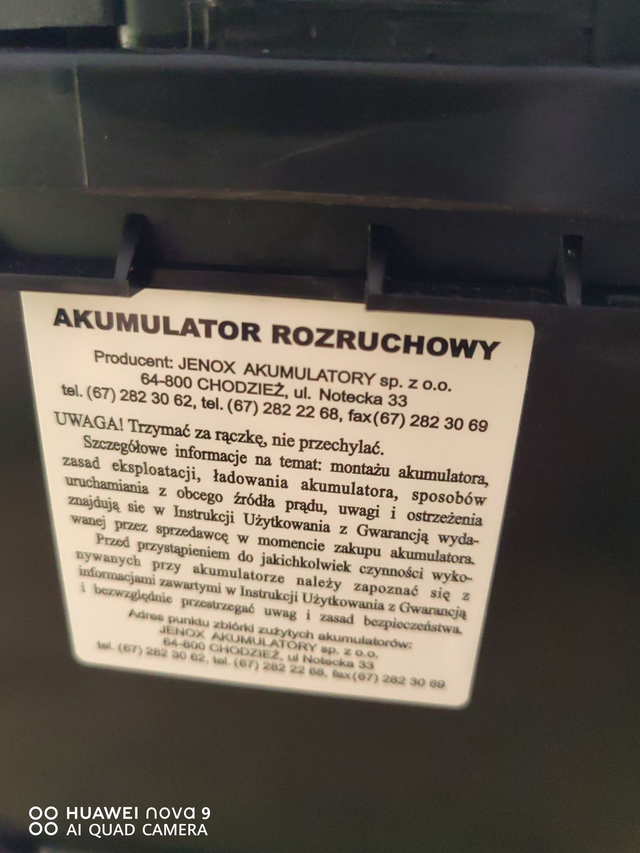 AKUMULATOR ROZRUCHOWY
Producent: JENOX AKUMULATORY sp. z o.o.
64-800 CHODZIEŻ, ul. Notecka 33
tel. (67) 282 30 62, tel. (67) 282 22 68, fax(67) 282 30 69
UWAGA! Trzymać za rączkę, nie przechylać.
Szczegółowe informacje na temat: montażu akumulatora,
zasad eksploatacji, ładowania akumulatora, sposobów
uruchamiania z obcego źródła prądu, uwagi i ostrzeżenia
znajdują sie w Instrukcji Użytkowania z Gwarancją wyda-
wanej przez sprzedawcę w momencie zakupu akumulatora.
Przed przystąpieniem do jakichkolwiek czynności wyko-
nywanych przy akumulatorze należy zapoznać się z
informacjami zawartymi w Instrukcji Użytkowania z Gwarancją
i bezwzględnie przestrzegać uwag i zasad bezpieczeństwa.
Adres punktu zbiórki zużytych akumulatorów:
JENOX AKUMULATORY sp. z o.o.
64-800 CHODZIEŻ, ul Notecka 33
tel. (67) 282 30 62, tel. (67) 282 22 68, fax(67) 282 30 69
HUAWEI nova 9
AI QUAD CAMERA